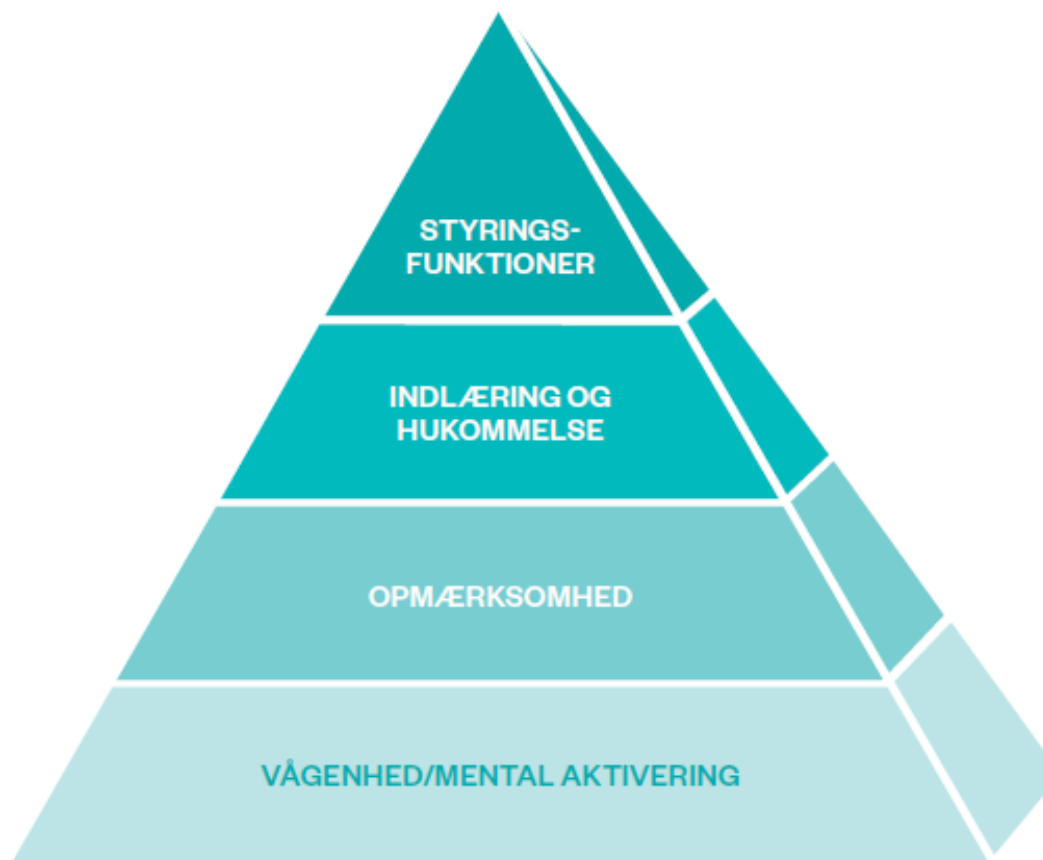 STYRINGS-
FUNKTIONER
INDLÆRING OG
HUKOMMELSE
OPMÆRKSOMHED
VÅGENHED/MENTAL AKTIVERING